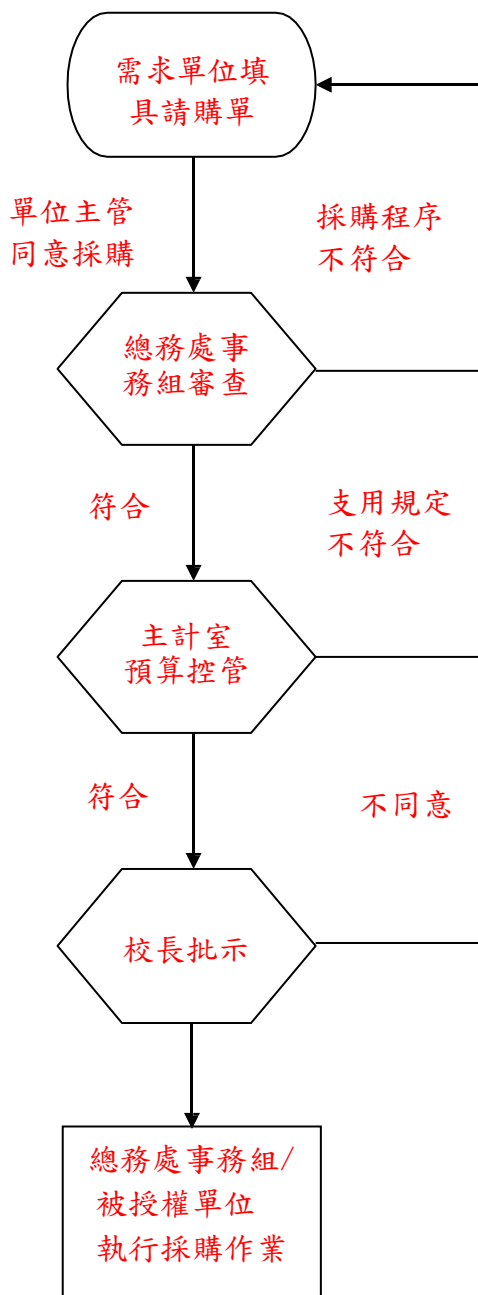 需求單位填
具請購單
單位主管
同意採購
採購程序
不符合
總務處事
務組審查
符合
支用規定
不符合
主計室
預算控管
符合
不同意
校長批示
總務處事務組/
被授權單位
執行採購作業